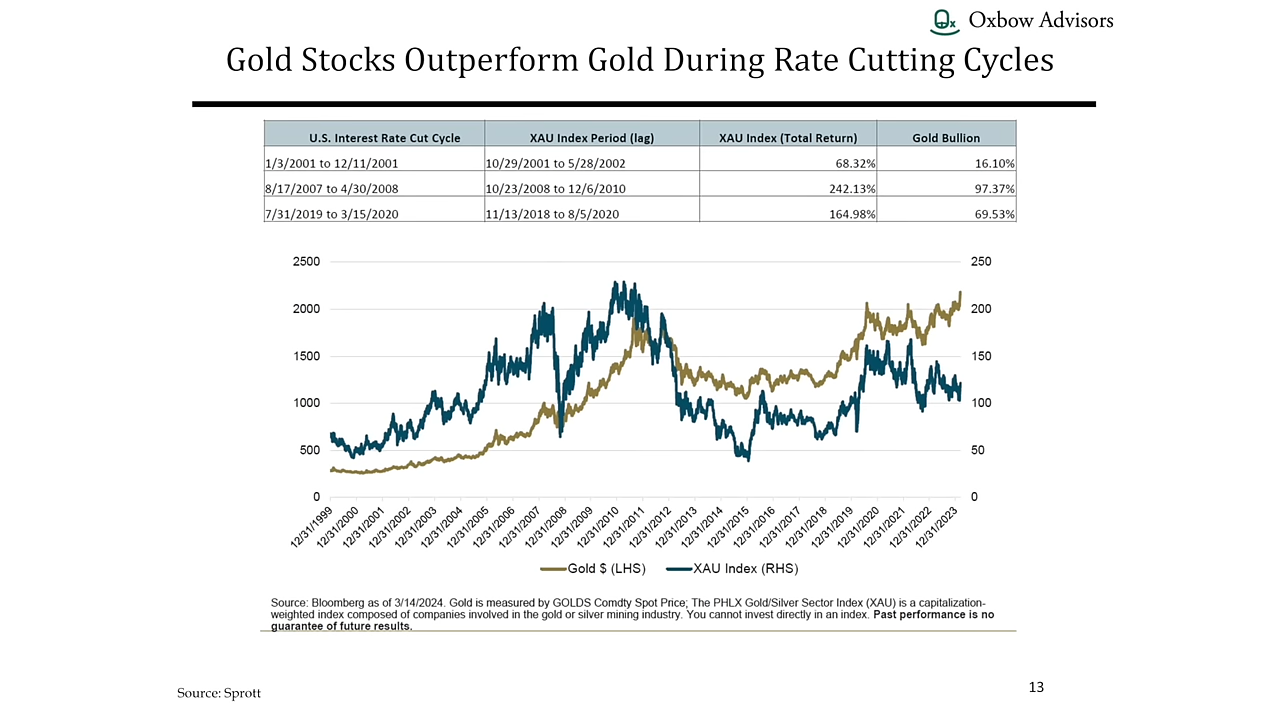 Oxbow Advisors
Gold Stocks Outperform Gold During Rate Cutting Cycles
U.S. Interest Rate Cut Cycle XAU Index Period (lag) XAU Index (Total Return) Gold Bullion
1/3/2001 to 12/11/2001 10/29/2001 to 5/28/2002 68.32% 16.10%
8/17/2007 to 4/30/2008 10/23/2008 to 12/6/2010 242.13% 97.37%
7/31/2019 to 3/15/2020 11/13/2018 to 8/5/2020 164.98% 69.53%
2500 250
2000 200
1500 150
1000 100
500 50
0 0
12/31/1999 12/31/2000 12/31/2001 12/31/2002 12/31/2003 12/31/2004 12/31/2005 12/31/2006 12/31/2007 12/31/2008 12/31/2009 12/31/2010 12/31/2011 12/31/2012 12/31/2013 12/31/2014 12/31/2015 12/31/2016 12/31/2017 12/31/2018 12/31/2019 12/31/2020 12/31/2021 12/31/2022 12/31/2023
Gold $ (LHS) XAU Index (RHS)
Source: Bloomberg as of 3/14/2024. Gold is measured by GOLDS Comdty Spot Price; The PHLX Gold/Silver Sector Index (XAU) is a capitalization-
weighted index composed of companies involved in the gold or silver mining industry. You cannot invest directly in an index. Past performance is no
guarantee of future results.
Source: Sprott
13